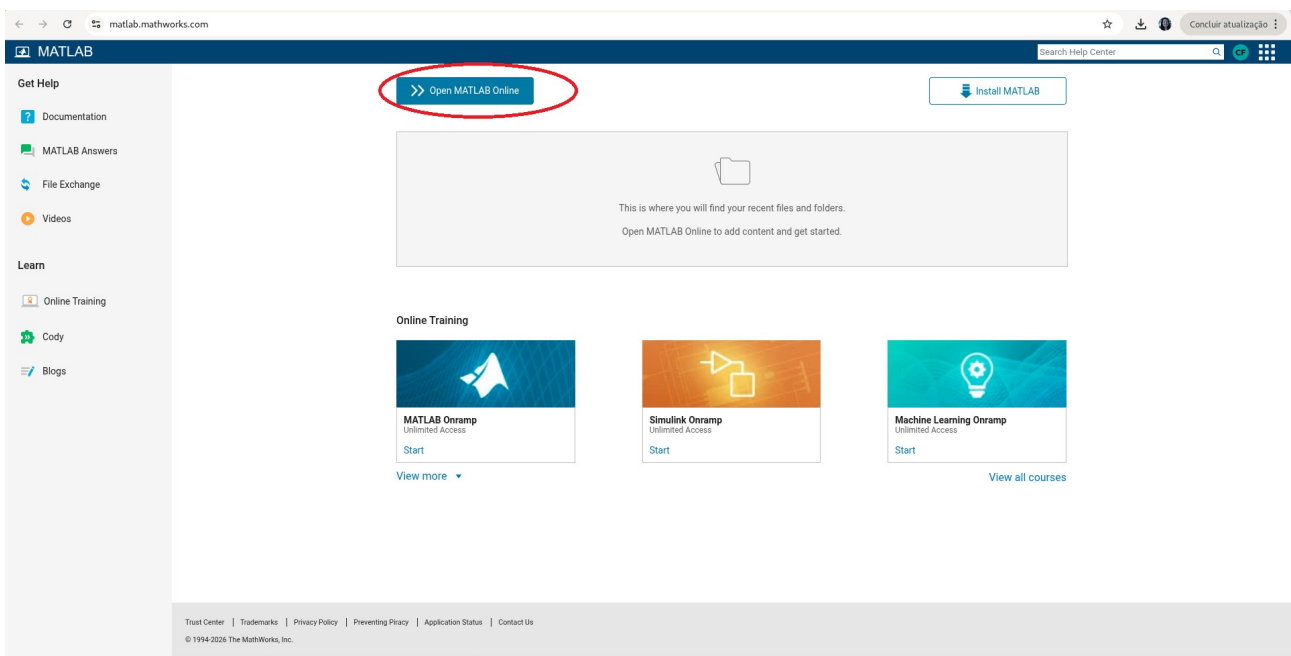 matlab.mathworks.com
Concluir atualização
MATLAB
Search Help Center
CF
Get Help
Documentation
MATLAB Answers
File Exchange
Videos
Learn
Online Training
Cody
Blogs
Open MATLAB Online
Install MATLAB
This is where you will find your recent files and folders.
Open MATLAB Online to add content and get started.
Online Training
MATLAB Onramp
Unlimited Access
Start
Simulink Onramp
Unlimited Access
Start
Machine Learning Onramp
Unlimited Access
Start
View more
View all courses
Trust Center | Trademarks | Privacy Policy | Preventing Piracy | Application Status | Contact Us
© 1994-2026 The MathWorks, Inc.